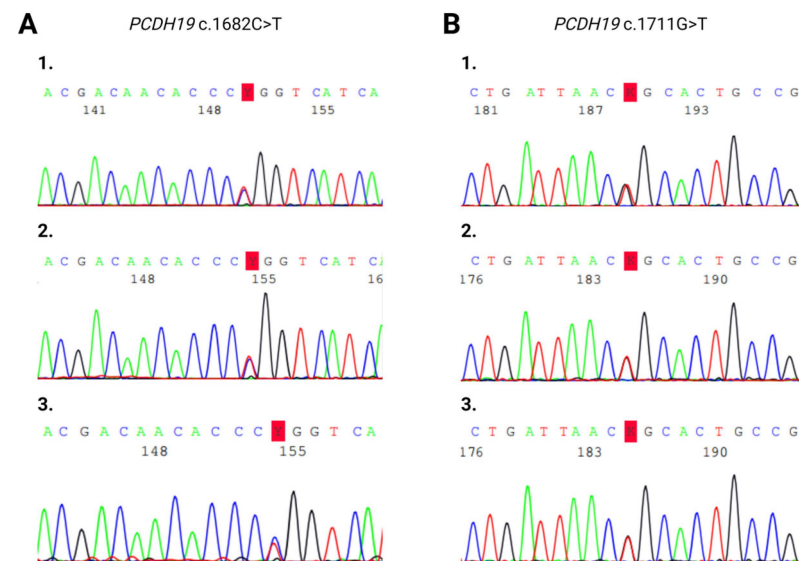 A PCDH19 c.1682C>T
1.
A C G A C A A C A C C C Y G G T C A T C A
141 148 155
2.
A C G A C A A C A C C C Y G G T C A T C A
148 155 16
3.
A C G A C A A C A C C C Y G G T C A
148 155
B PCDH19 c.1711G>T
1.
C T G A T T A A C K G C A C T G C C G
181 187 193
2.
C T G A T T A A C K G C A C T G C C G
176 183 190
3.
C T G A T T A A C K G C A C T G C C G
176 183 190